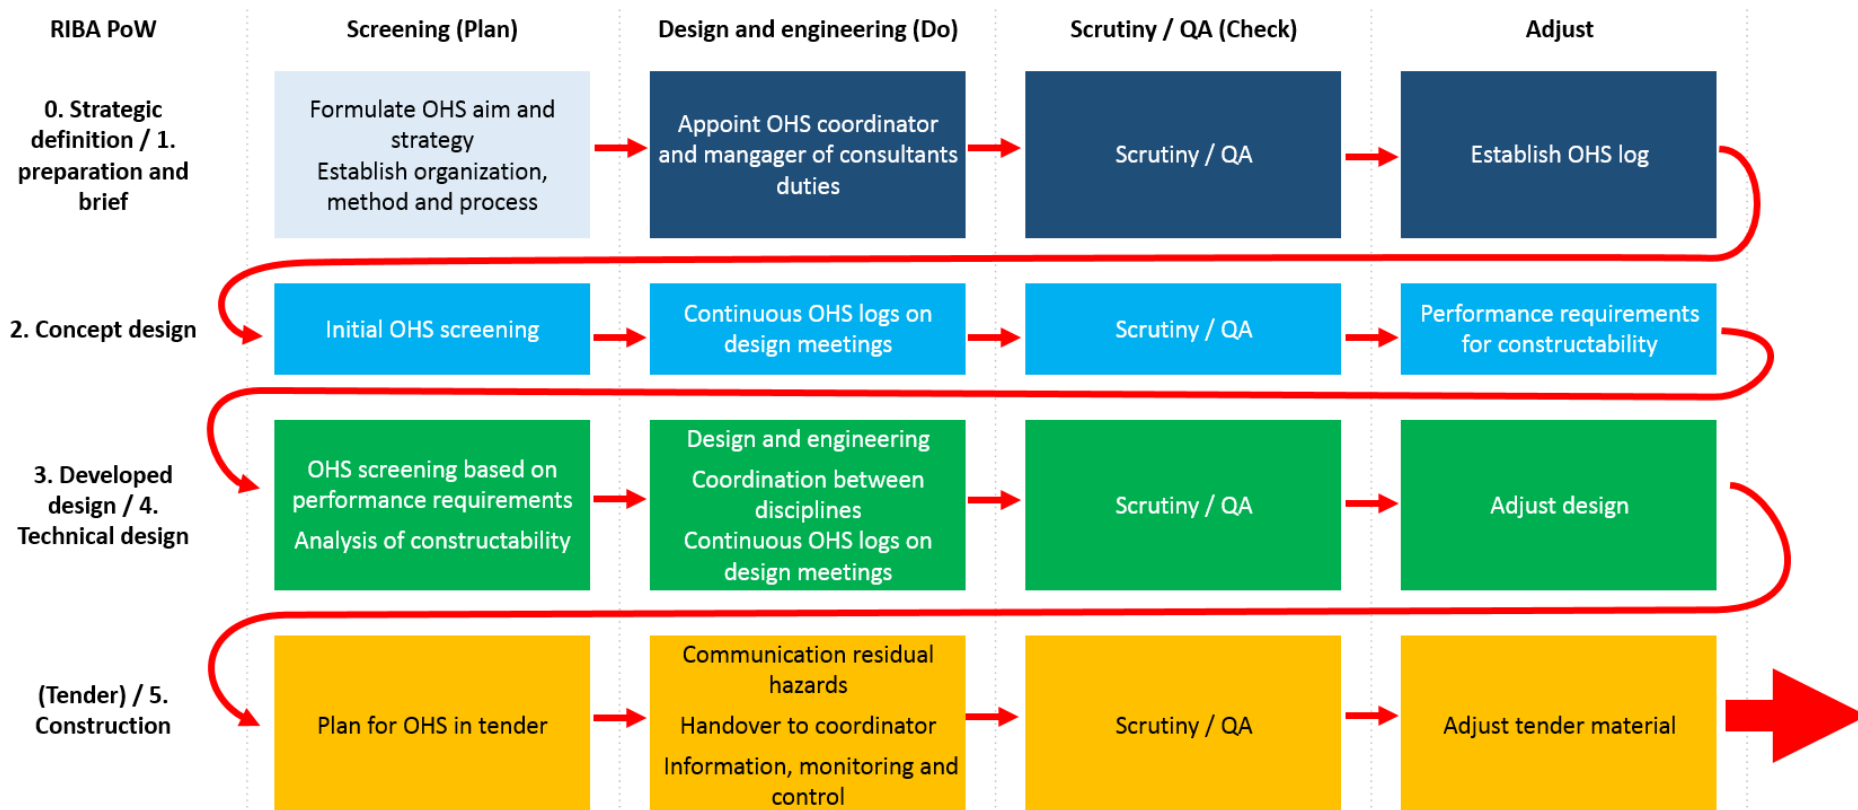 RIBA PoW
Screening (Plan)
Design and engineering (Do)
Scrutiny / QA (Check)
Adjust
0. Strategic
definition / 1.
preparation and
brief
Formulate OHS aim and
strategy
Establish organization,
method and process
Appoint OHS coordinator
and mangager of consultants
duties
Scrutiny / QA
Establish OHS log
2. Concept design
Initial OHS screening
Continuous OHS logs on
design meetings
Scrutiny / QA
Performance requirements
for constructability
3. Developed
design / 4.
Technical design
OHS screening based on
performance requirements
Analysis of constructability
Design and engineering
Coordination between
disciplines
Continuous OHS logs on
design meetings
Scrutiny / QA
Adjust design
(Tender) / 5.
Construction
Plan for OHS in tender
Communication residual
hazards
Handover to coordinator
Information, monitoring and
control
Scrutiny / QA
Adjust tender material